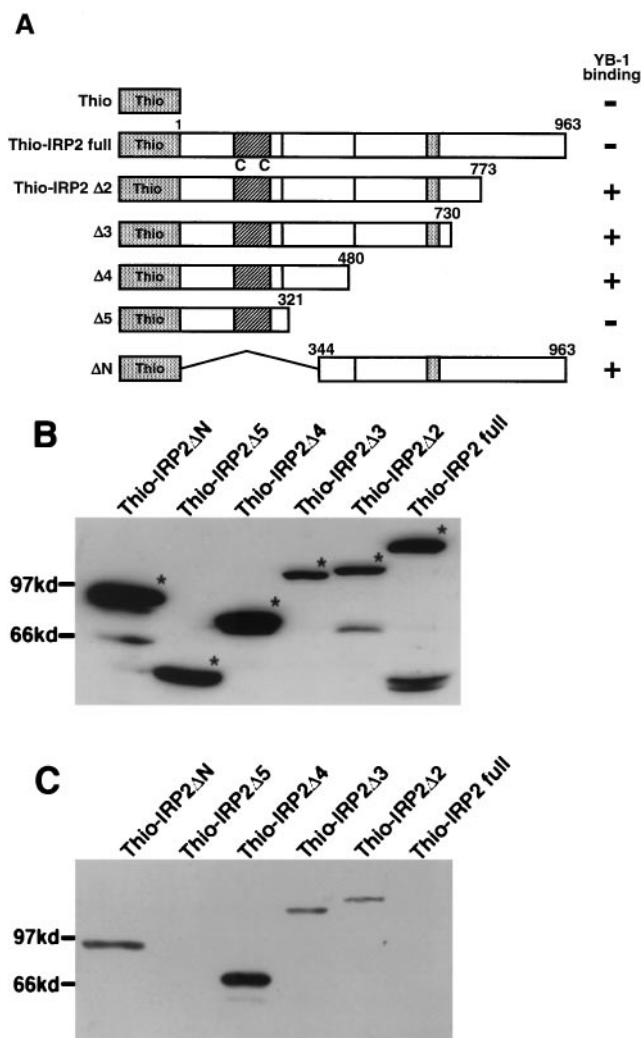 A
YB-1
binding
Thio Thio -
1
Thio-IRP2 full Thio 963 -
C C
Thio-IRP2 Δ2 Thio 773 +
Δ3 Thio 730 +
Δ4 Thio 480 +
Δ5 Thio 321 -
ΔN Thio 344 963 +
B
Thio-IRP2ΔN Thio-IRP2Δ5 Thio-IRP2Δ4 Thio-IRP2Δ3 Thio-IRP2Δ2 Thio-IRP2 full
* * * * * *
97kd
66kd
C
Thio-IRP2ΔN Thio-IRP2Δ5 Thio-IRP2Δ4 Thio-IRP2Δ3 Thio-IRP2Δ2 Thio-IRP2 full
97kd
66kd